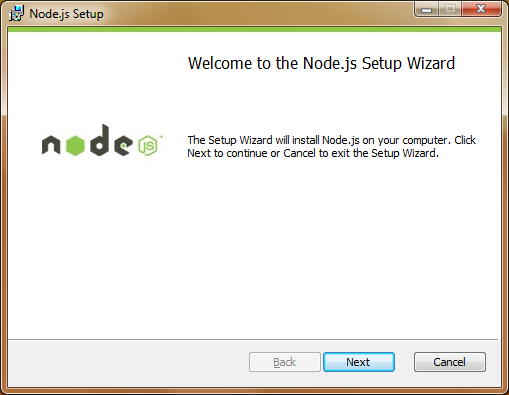 Node.js Setup
Welcome to the Node.js Setup Wizard
node JS™
The Setup Wizard will install Node.js on your computer. Click
Next to continue or Cancel to exit the Setup Wizard.
Back
Next
Cancel